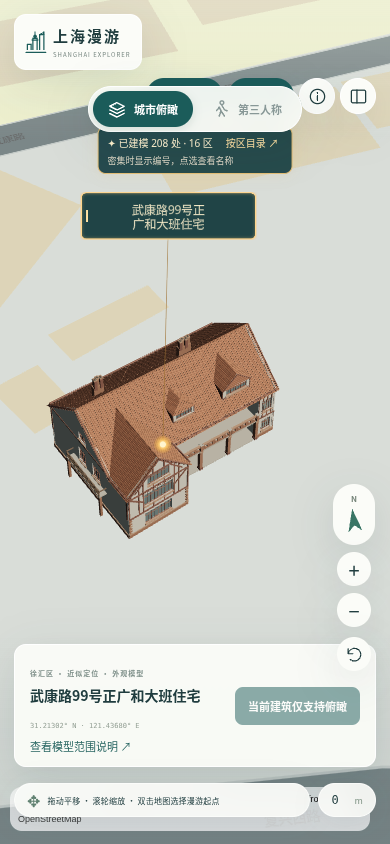 上海漫游
SHANGHAI EXPLORER
城市俯瞰
第三人称
✦ 已建模 208 处 · 16 区 按区目录 ↗
密集时显示编号，点选查看名称
武康路99号正
广和大班住宅
N
+
−
徐汇区 · 近似定位 · 外观模型
武康路99号正广和大班住宅
当前建筑仅支持俯瞰
31.21302° N · 121.43680° E
查看模型范围说明 ↗
拖动平移 · 滚轮缩放 · 双击地图选择漫游起点
0 m
OpenStreetMap